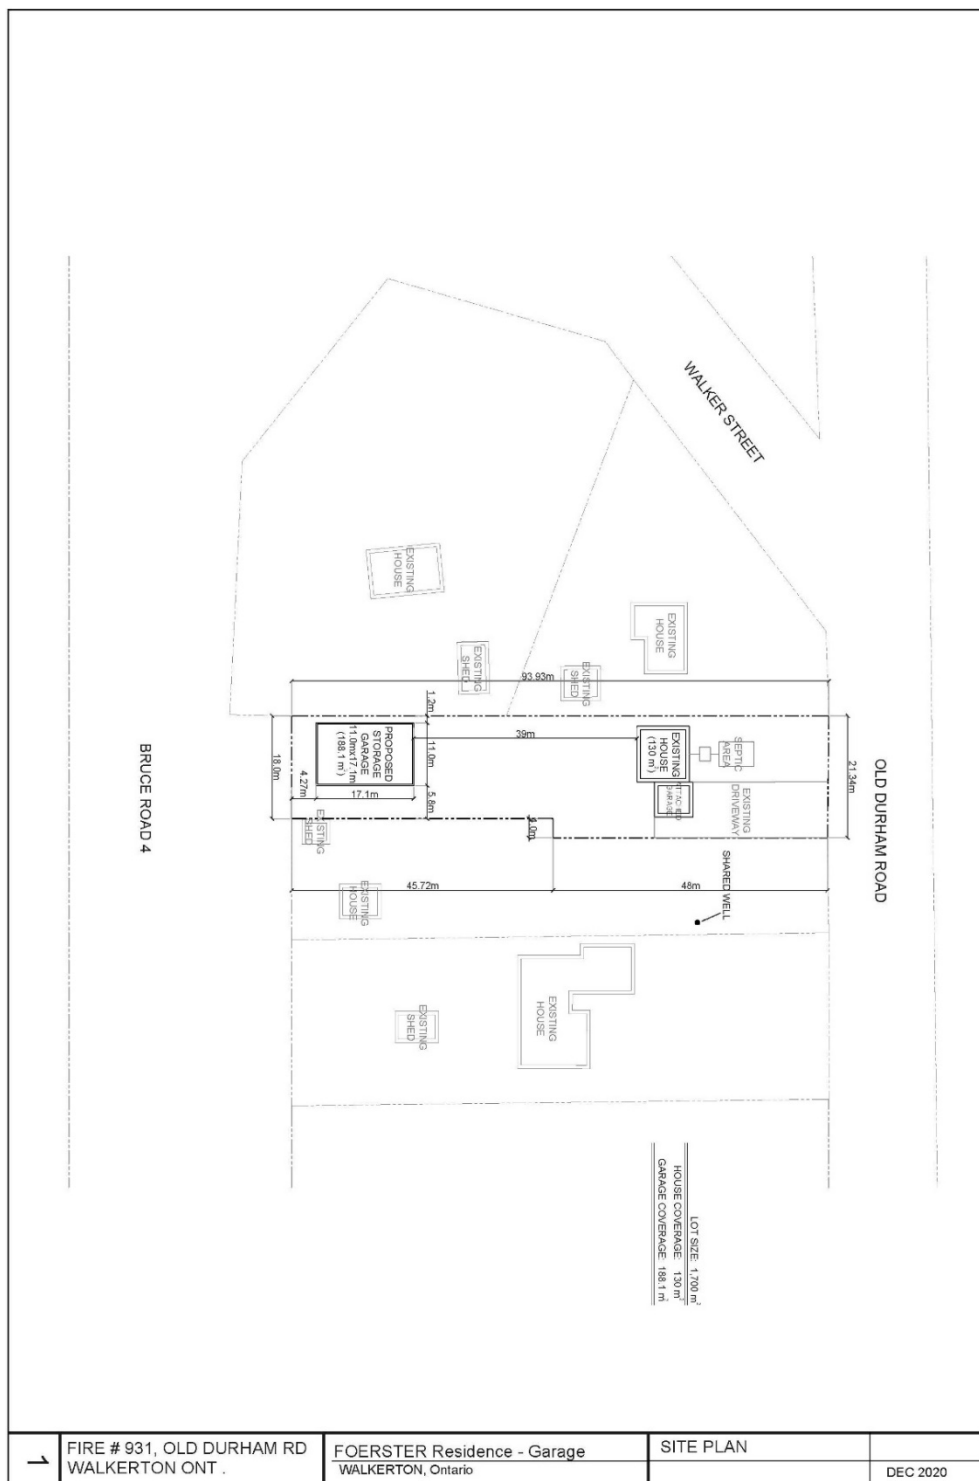 WALKER STREET
OLD DURHAM ROAD
BRUCE ROAD 4
EXISTING
HOUSE
EXISTING
HOUSE
EXISTING
SHED
EXISTING
SHED
93.93m
1.2m
39m
21.34m
18.0m
11.0m
5.8m
4.27m
17.1m
PROPOSED
STORAGE
GARAGE
11.0mx17.1m
(188.1 m²)
EXISTING
HOUSE
(130 m²)
SEPTIC
AREA
ATTACHED
GARAGE
EXISTING
DRIVEWAY
EXISTING
SHED
45.72m
48m
SHARED WELL
EXISTING
HOUSE
EXISTING
HOUSE
EXISTING
SHED
LOT SIZE: 1,700 m²
HOUSE COVERAGE: 130 m²
GARAGE COVERAGE: 188.1 m²
1
FIRE # 931, OLD DURHAM RD
WALKERTON ONT .
FOERSTER Residence - Garage
WALKERTON, Ontario
SITE PLAN
DEC 2020